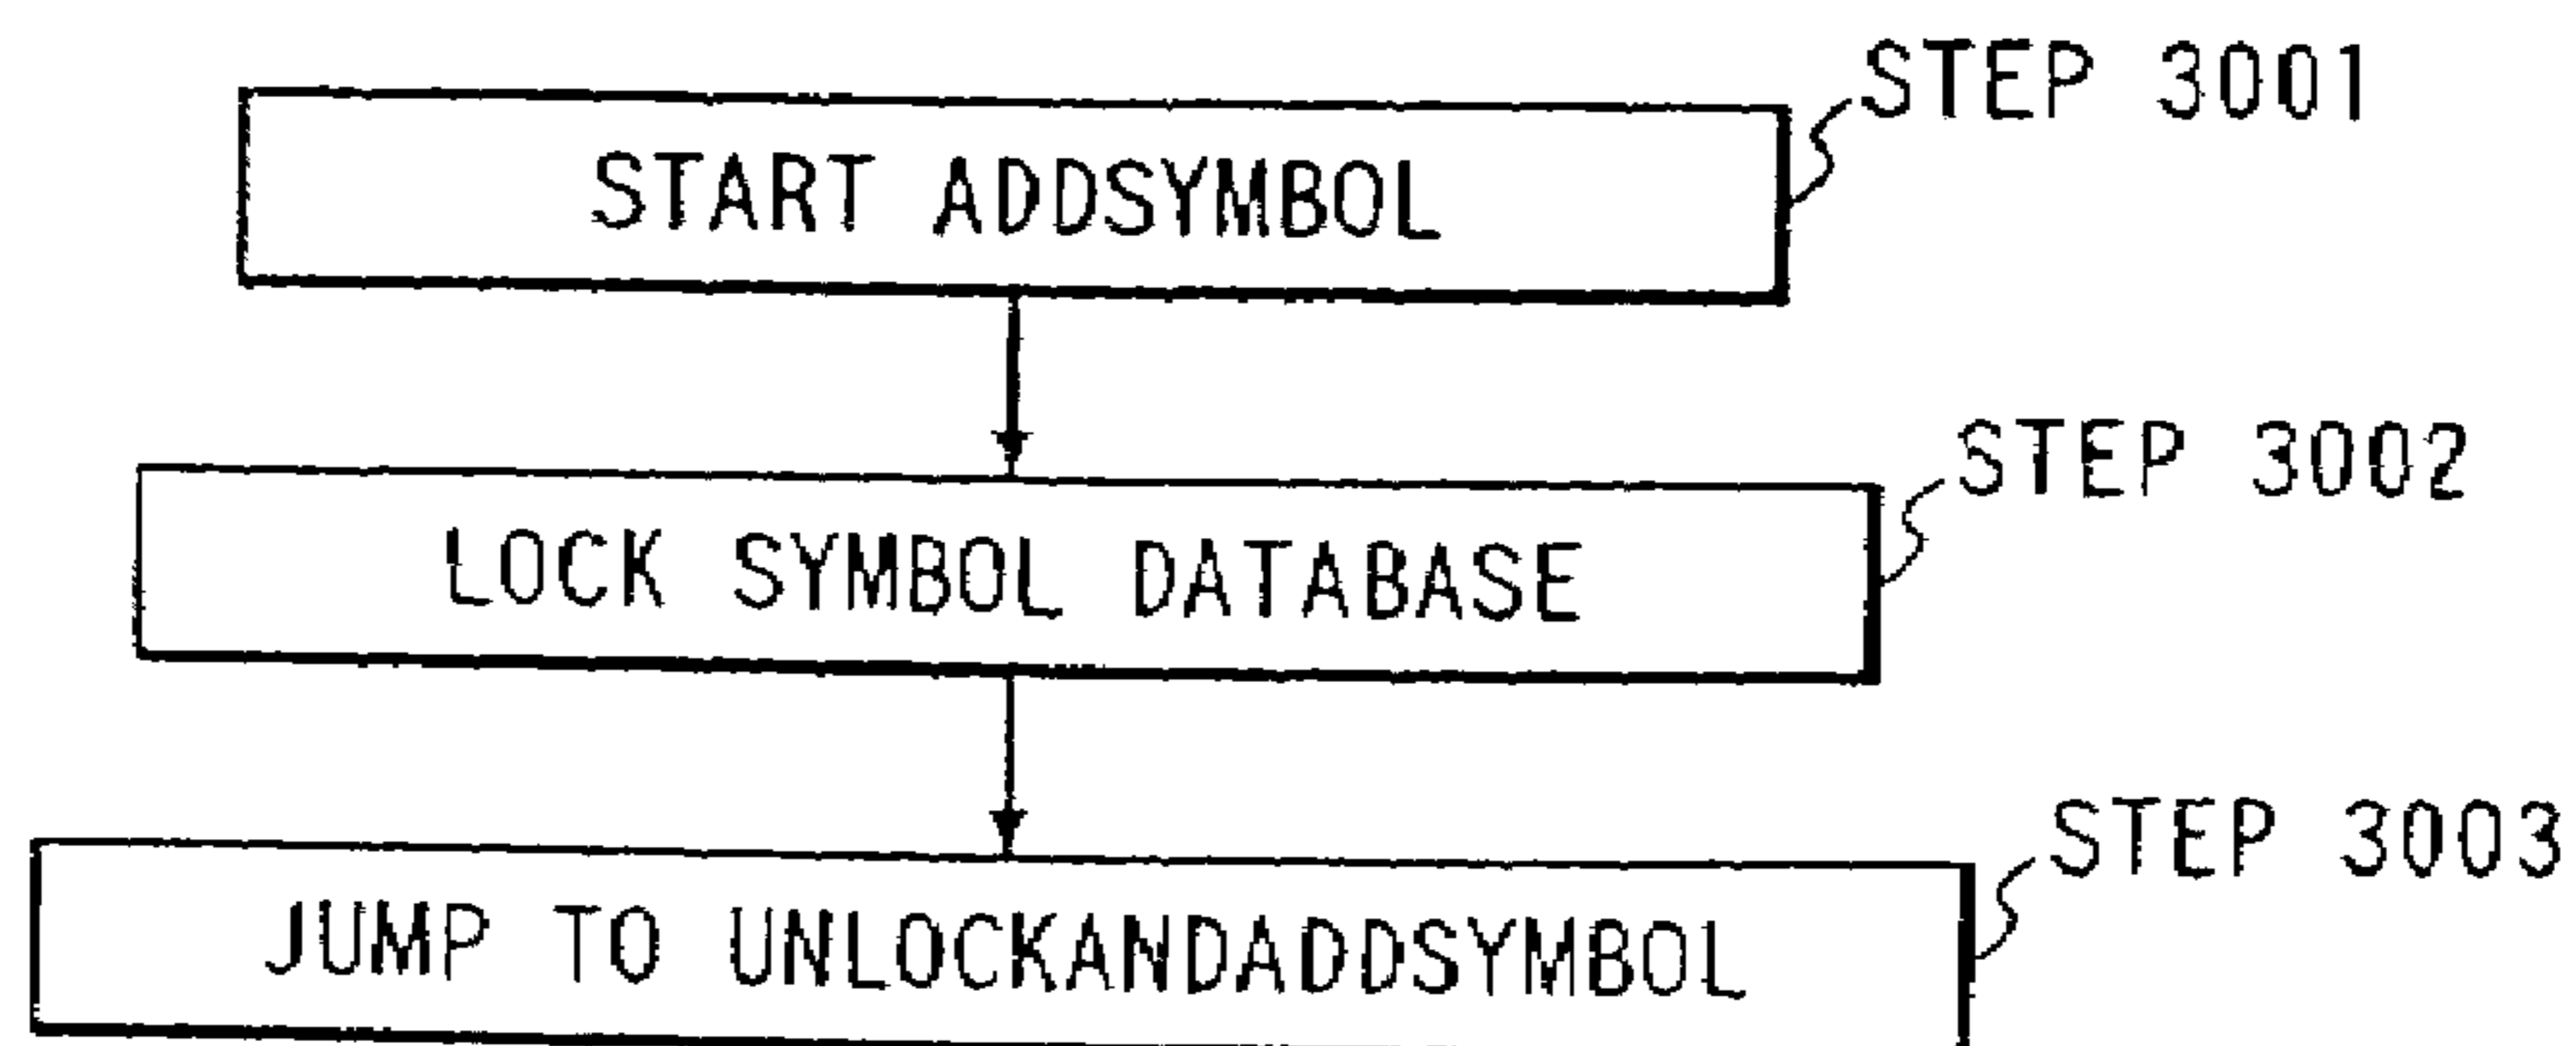 STEP 3001
START ADDSYMBOL
STEP 3002
LOCK SYMBOL DATABASE
STEP 3003
JUMP TO UNLOCKANDADDSYMBOL